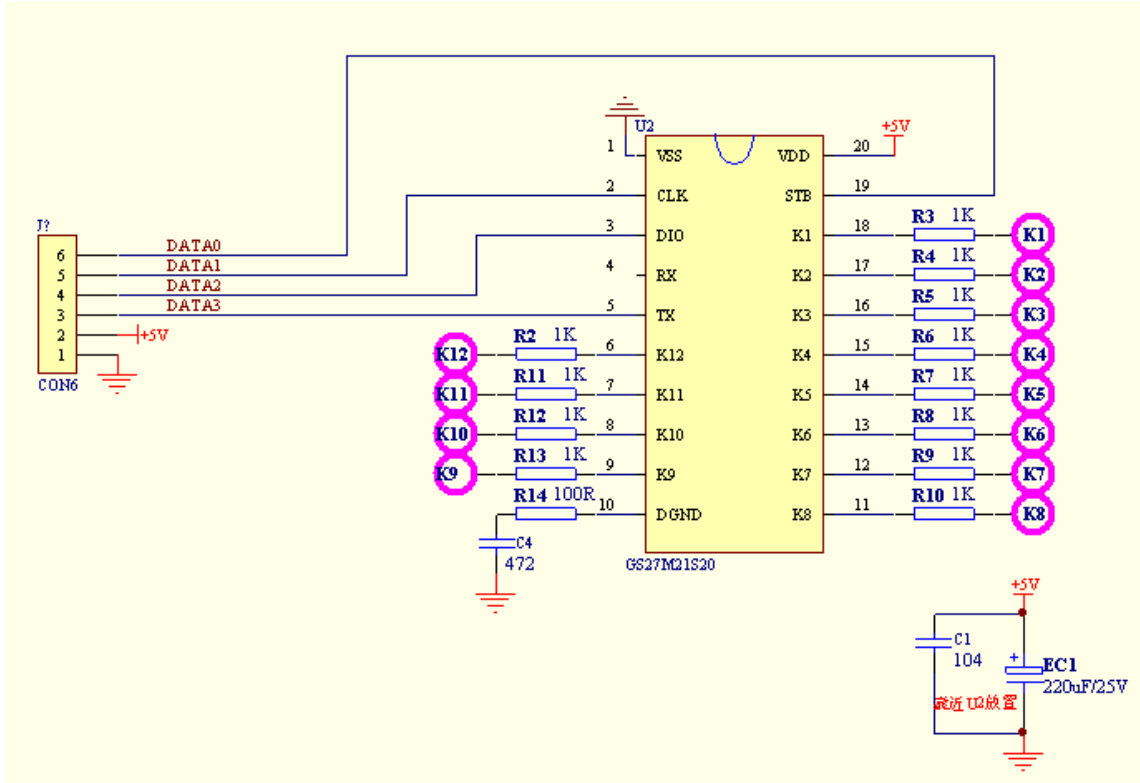 U2
+5V
1 VSS VDD 20
2 CLK STB 19
3 DIO K1 18 R3 1K K1
4 RX K2 17 R4 1K K2
5 TX K3 16 R5 1K K3
K12 R2 1K 6 K12 K4 15 R6 1K K4
K11 R11 1K 7 K11 K5 14 R7 1K K5
K10 R12 1K 8 K10 K6 13 R8 1K K6
K9 R13 1K 9 K9 K7 12 R9 1K K7
R14 100R 10 DGND K8 11 R10 1K K8
GS27M21S20
J?
6 DATA0
5 DATA1
4 DATA2
3 DATA3
2 +5V
1
CON6
C4
472
+5V
C1
104
+
EC1
220uF/25V
靠近U2放置